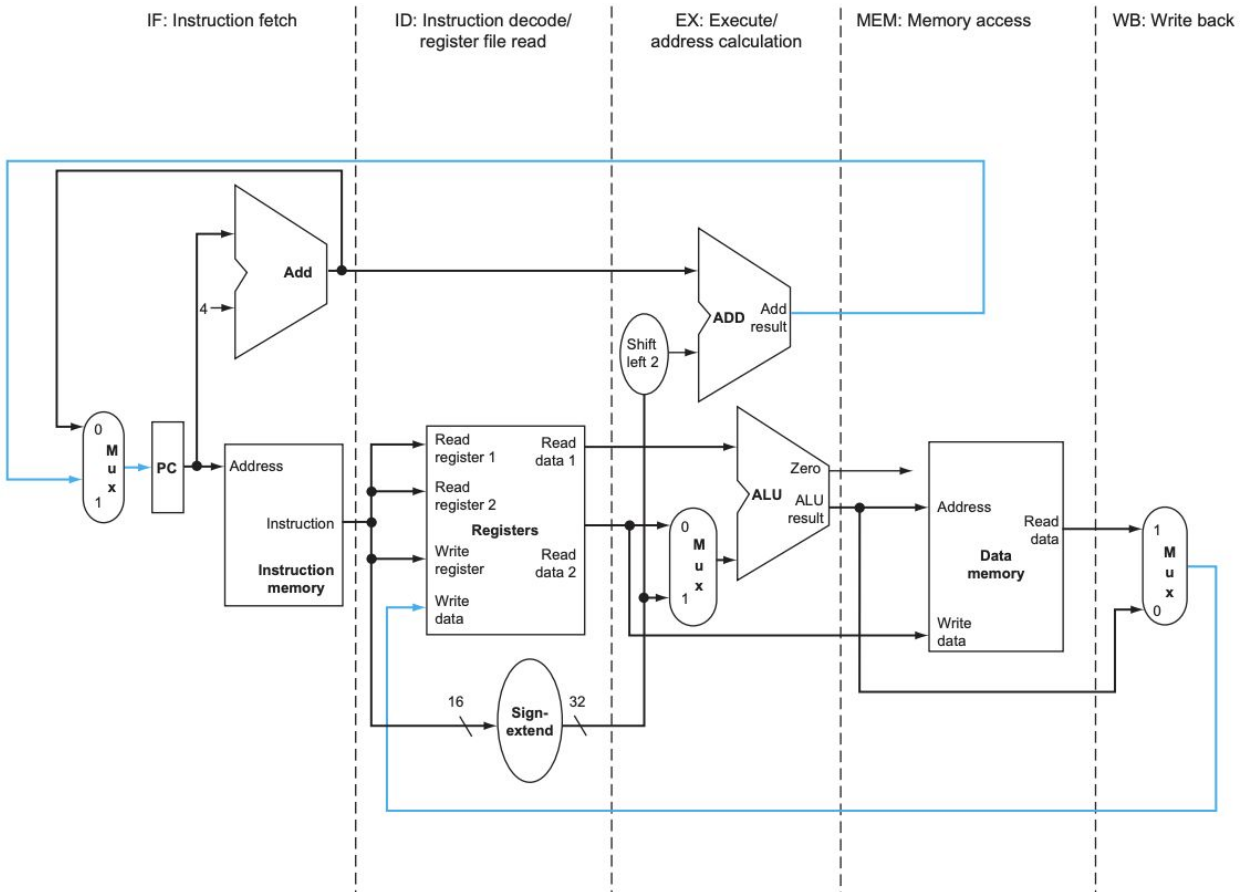 IF: Instruction fetch
ID: Instruction decode/
register file read
EX: Execute/
address calculation
MEM: Memory access
WB: Write back
Add
4
ADD
Add
result
Shift
left 2
0
M
u
x
1
PC
Address
Instruction
Instruction
memory
Read
register 1
Read
register 2
Registers
Write
register
Write
data
Read
data 1
Read
data 2
0
M
u
x
1
Zero
ALU
ALU
result
Address
Read
data
Data
memory
Write
data
1
M
u
x
0
16
Sign-
extend
32